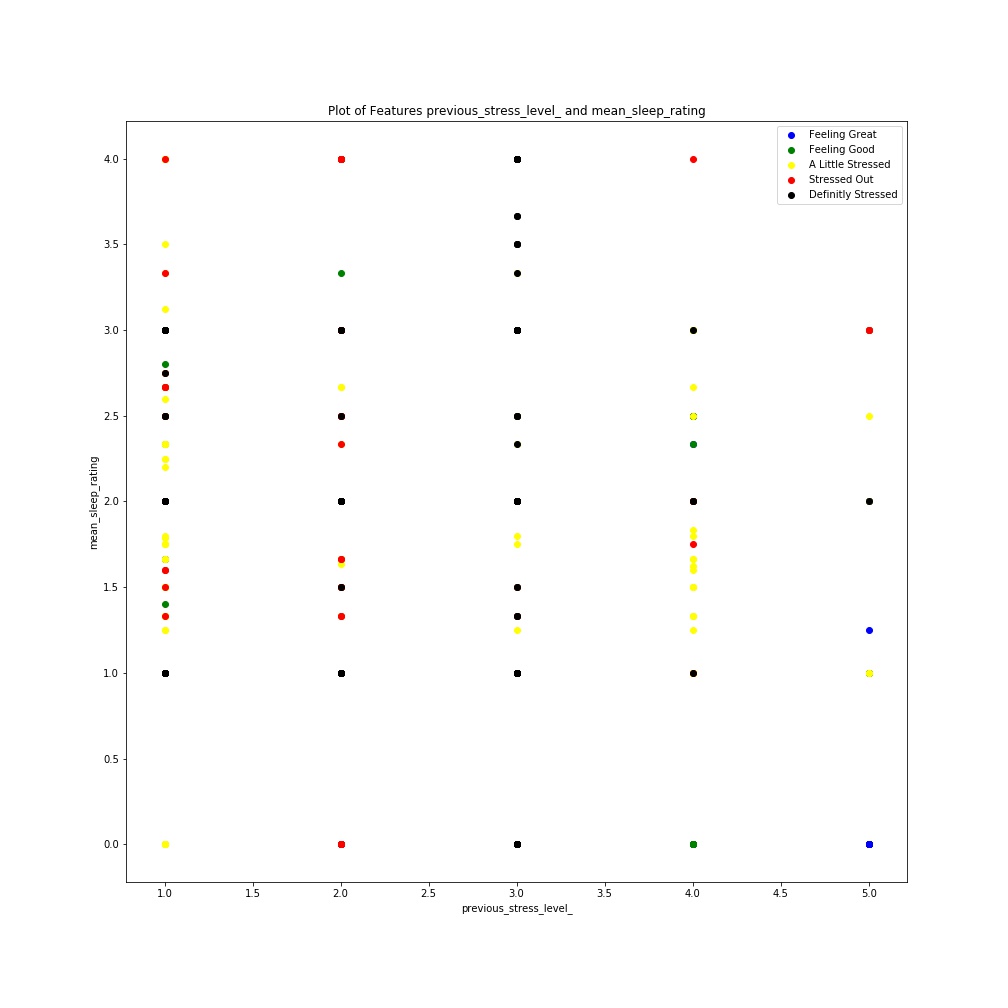 Plot of Features previous_stress_level_ and mean_sleep_rating
Feeling Great
Feeling Good
A Little Stressed
Stressed Out
Definitly Stressed
mean_sleep_rating
4.0
3.5
3.0
2.5
2.0
1.5
1.0
0.5
0.0
1.0 1.5 2.0 2.5 3.0 3.5 4.0 4.5 5.0
previous_stress_level_